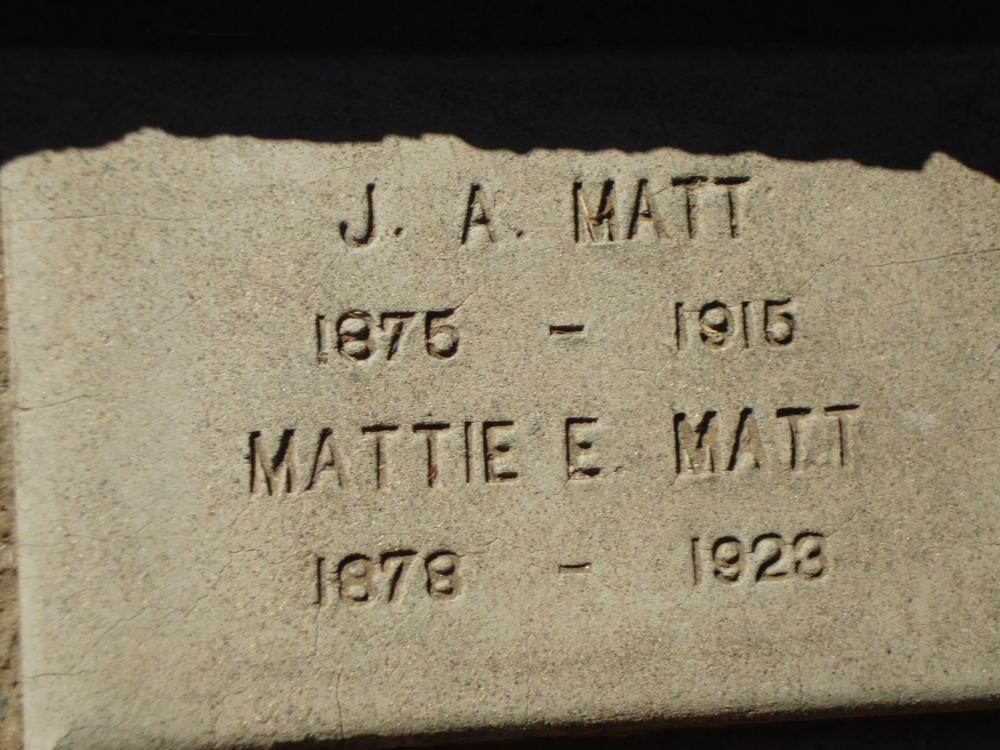 J. A. MATT
1875 - 1915
MATTIE E. MATT
1878 - 1923